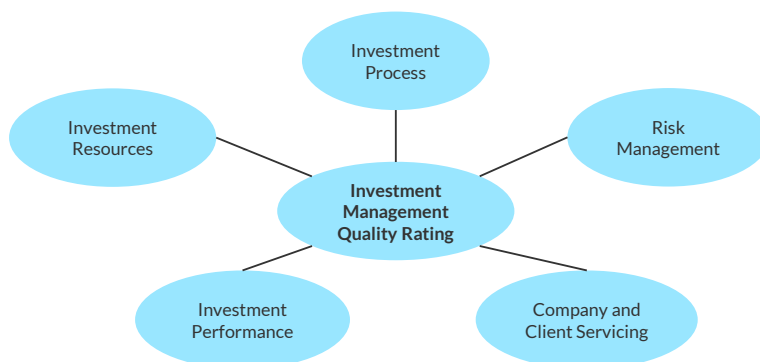 Investment
Process
Investment
Resources
Risk
Management
Investment
Management
Quality Rating
Investment
Performance
Company and
Client Servicing